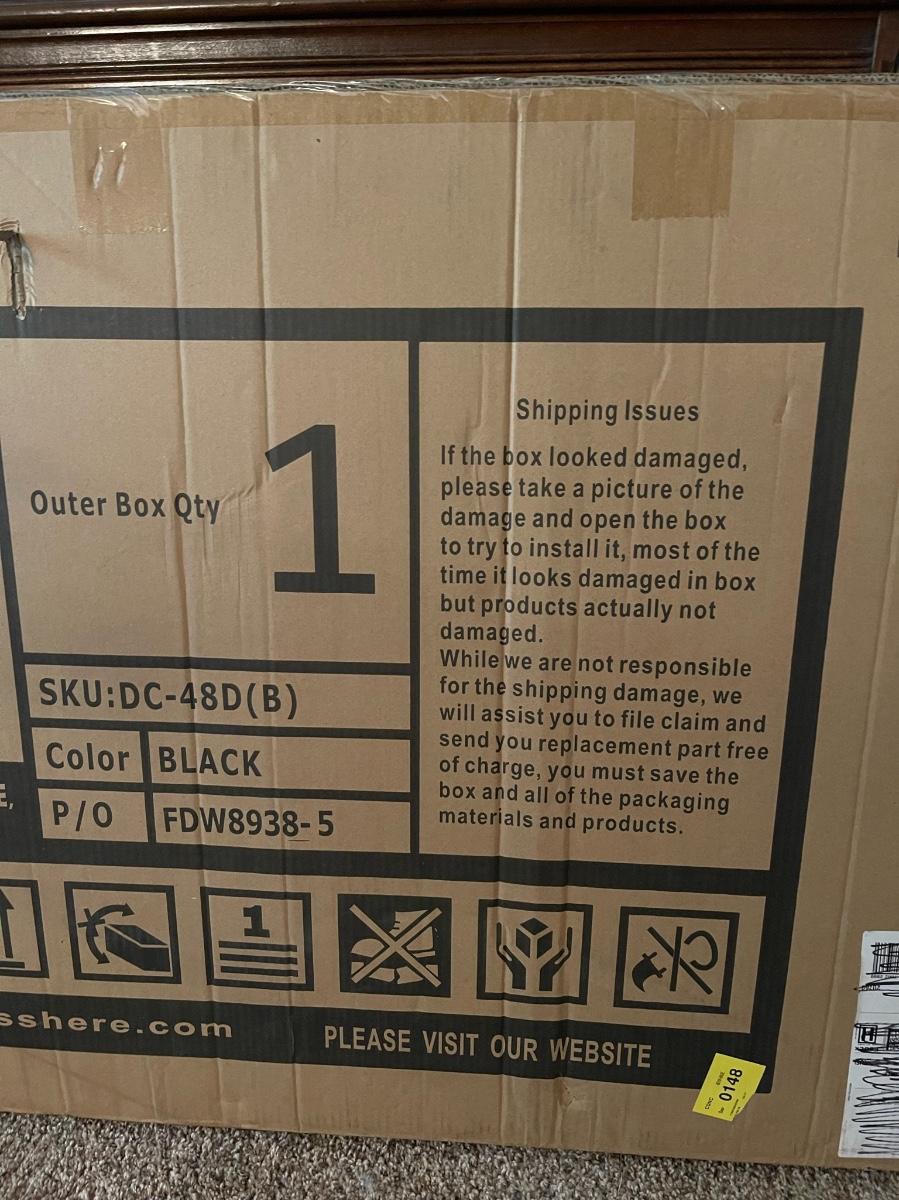 Outer Box Qty
1
SKU:DC-48D(B)
Color BLACK
P/O FDW8938-5
Shipping Issues
If the box looked damaged,
please take a picture of the
damage and open the box
to try to install it, most of the
time it looks damaged in box
but products actually not
damaged.
While we are not responsible
for the shipping damage, we
will assist you to file claim and
send you replacement part free
of charge, you must save the
box and all of the packaging
materials and products.
E,
1
sshere.com
PLEASE VISIT OUR WEBSITE
0148